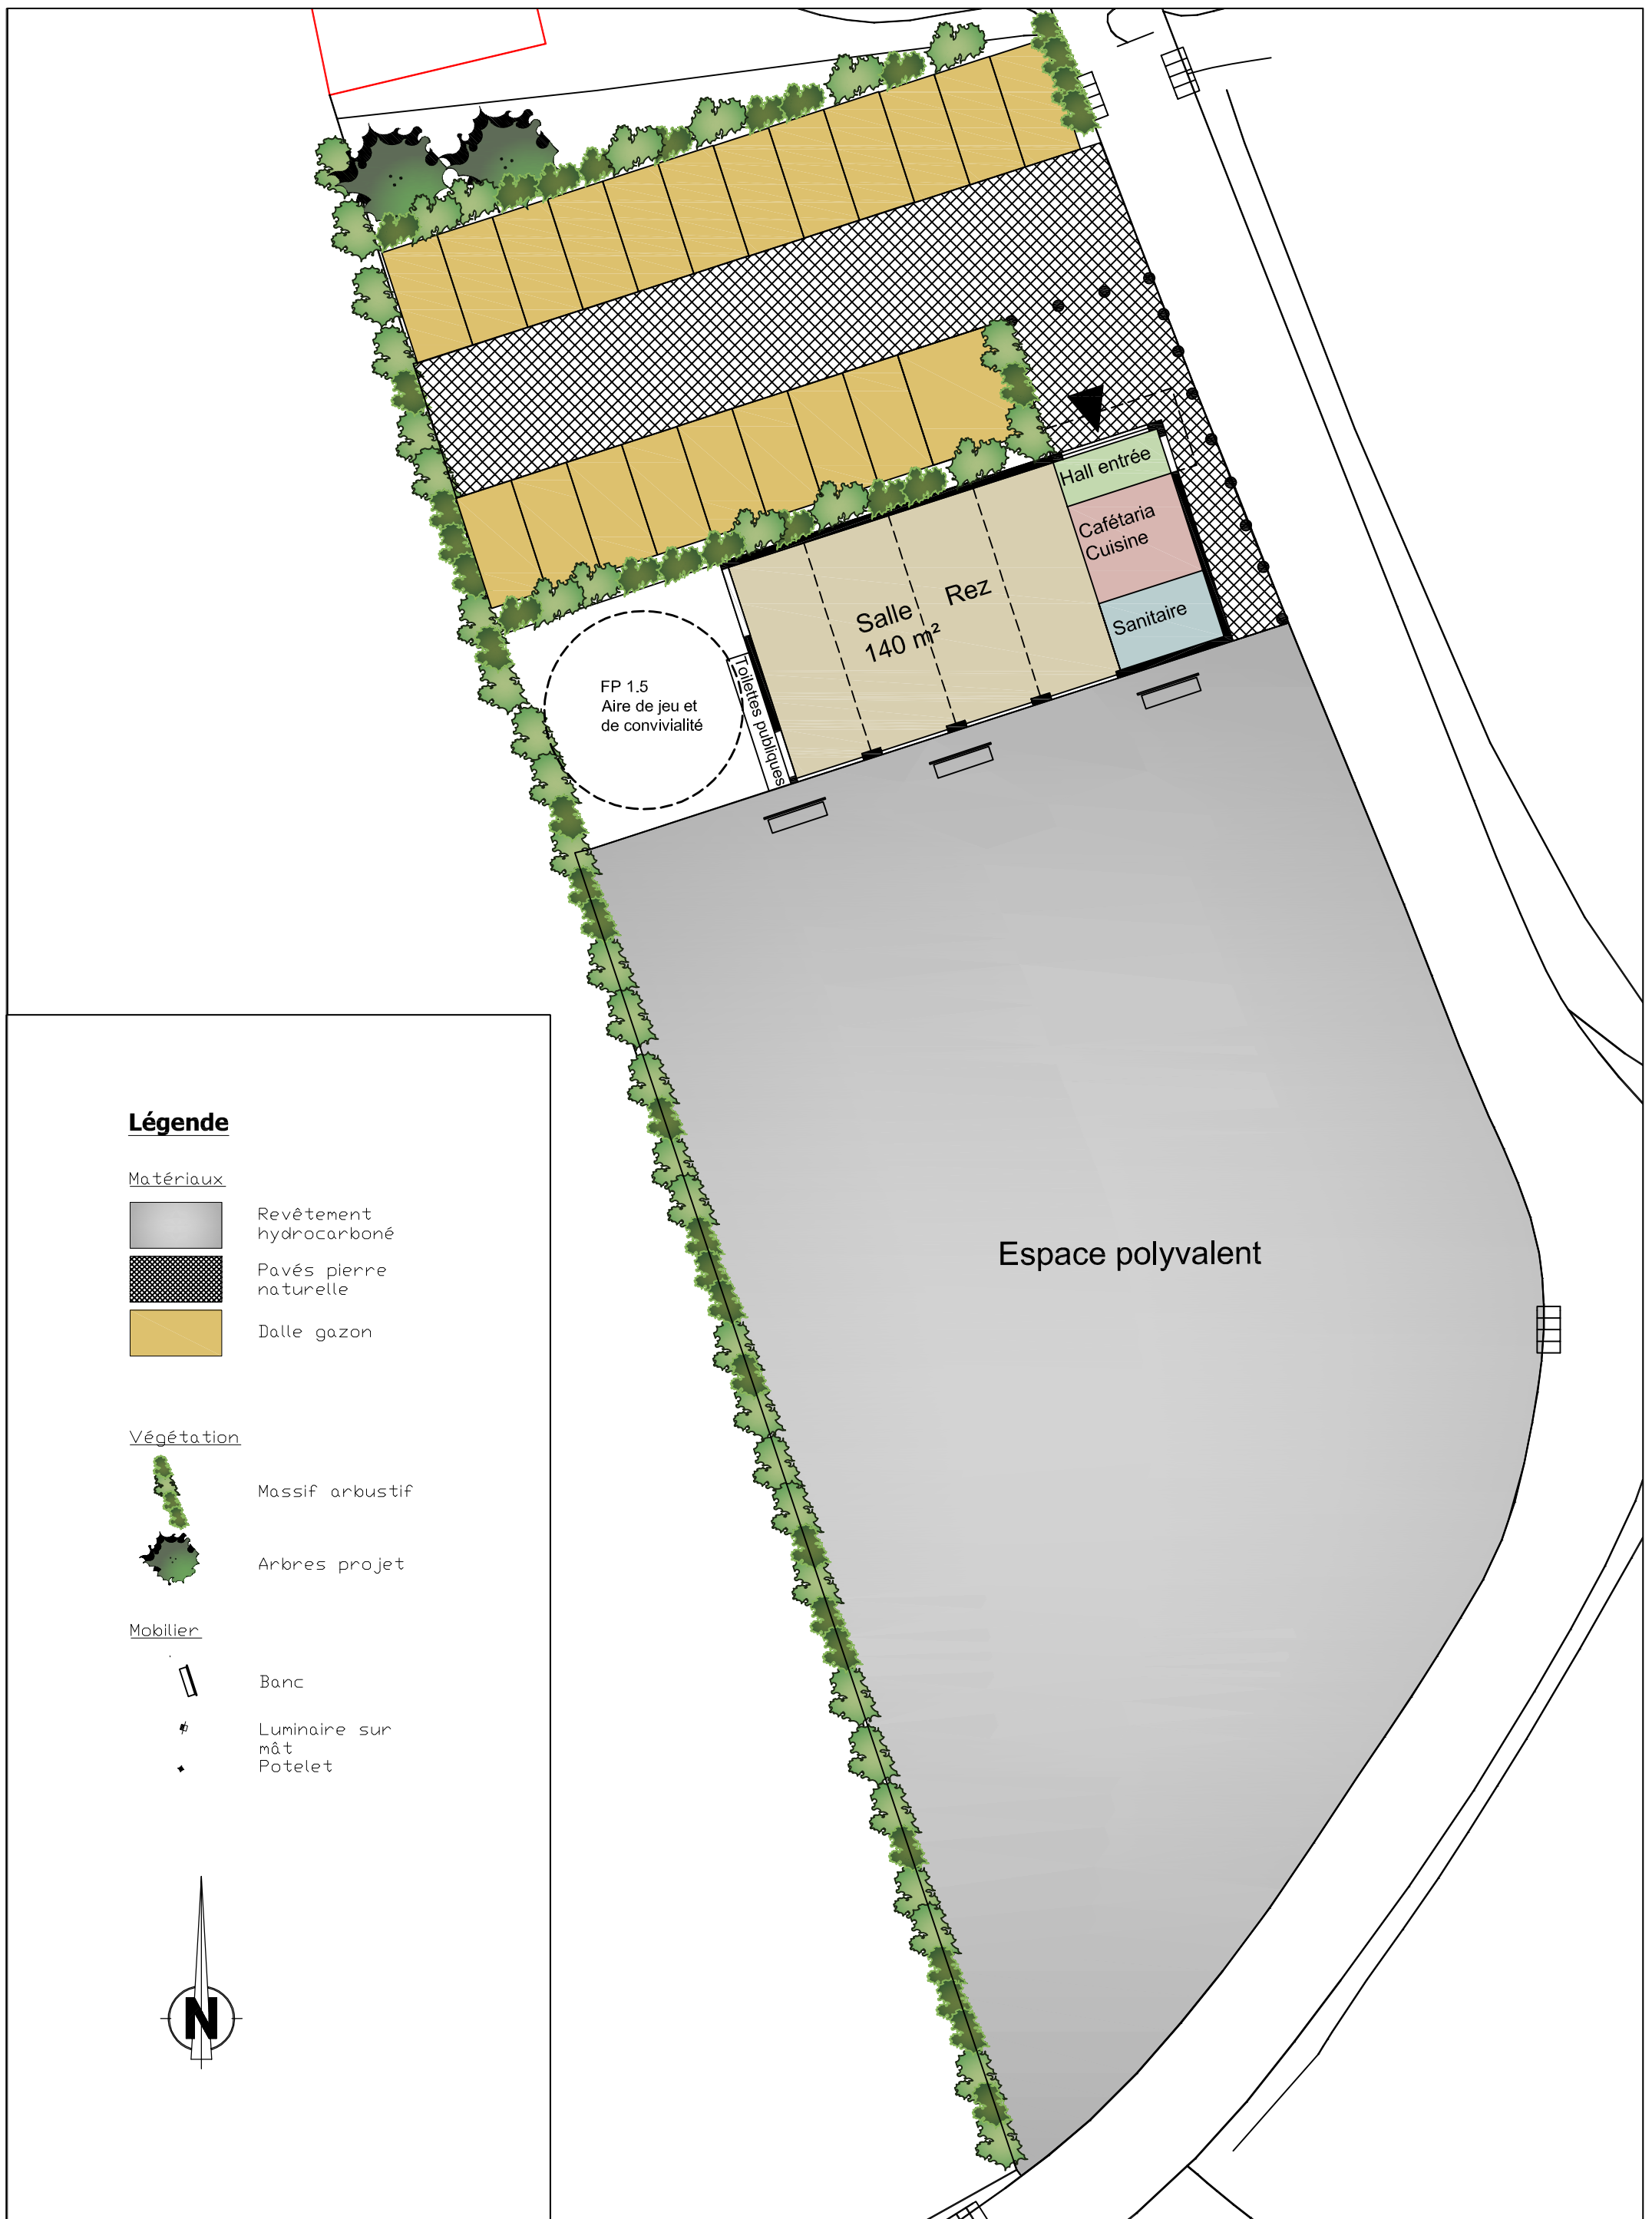 Hall entrée
Cafétaria
Cuisine
Sanitaire
Salle Rez
140 m²
Toilettes publiques
FP 1.5
Aire de jeu et
de convivialité
Espace polyvalent
Légende
Matériaux
Revêtement
hydrocarboné
Pavés pierre
naturelle
Dalle gazon
Végétation
Massif arbustif
Arbres projet
Mobilier
Banc
Luminaire sur
mât
Potelet
N